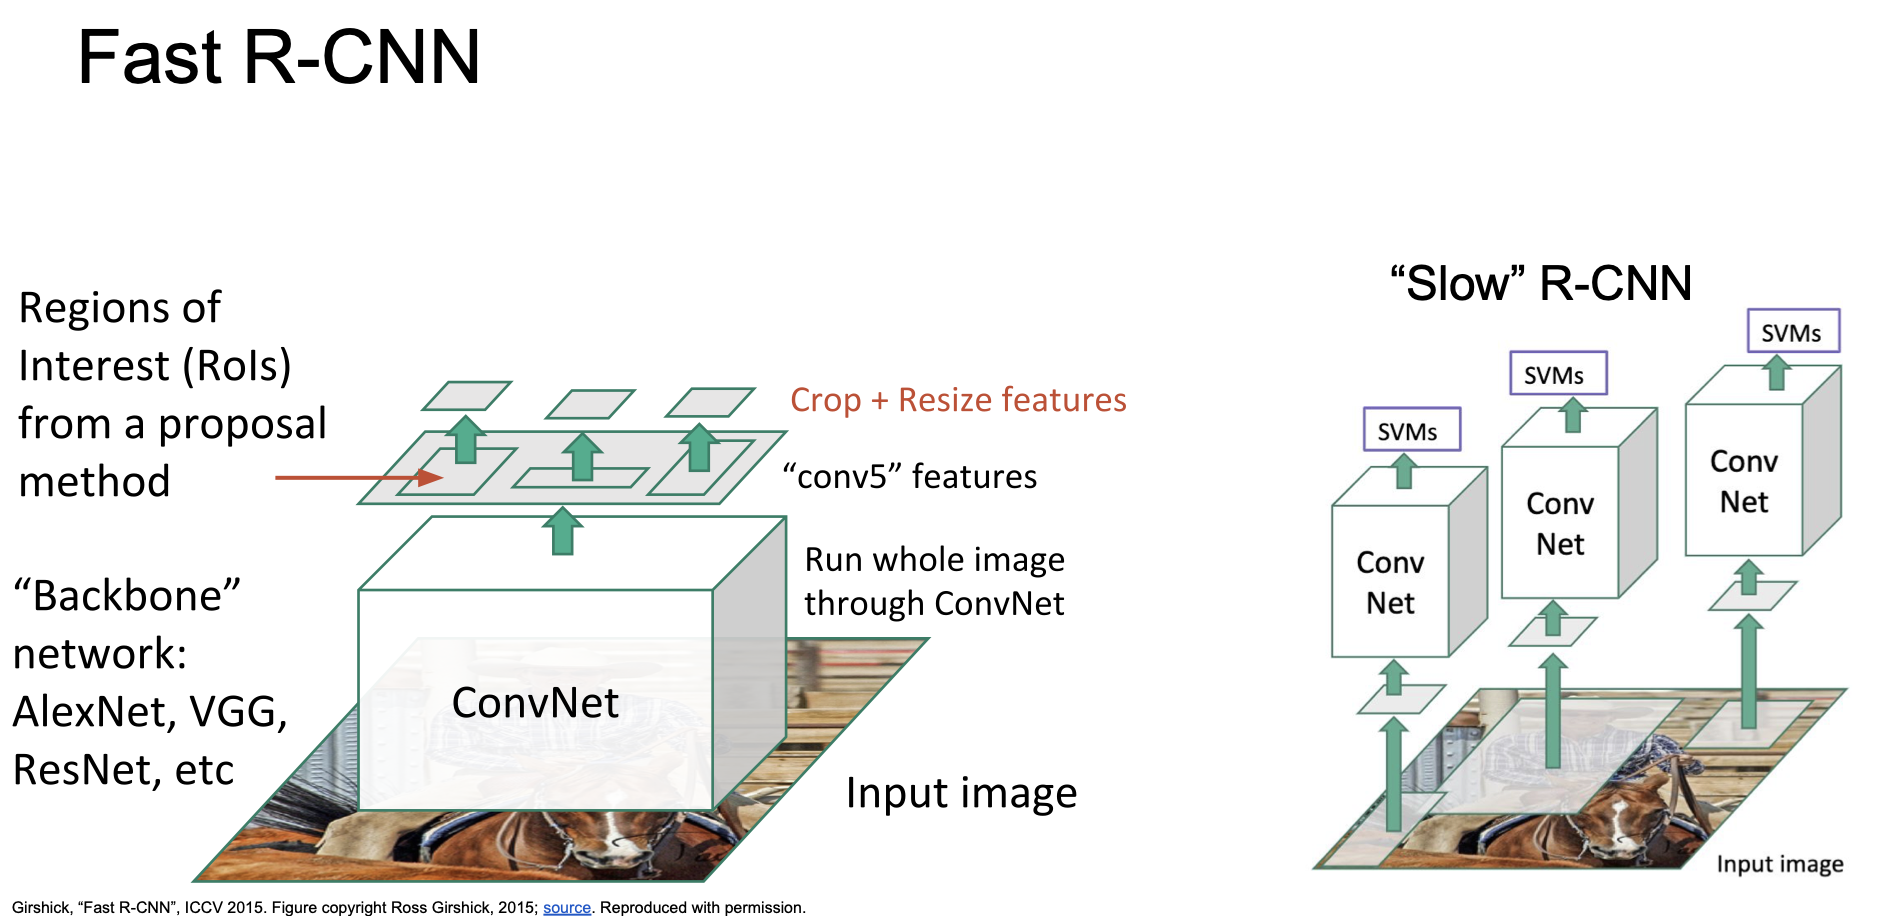 Fast R-CNN
Regions of
Interest (RoIs)
from a proposal
method
“Backbone”
network:
AlexNet, VGG,
ResNet, etc
Crop + Resize features
“conv5” features
Run whole image
through ConvNet
ConvNet
Input image
“Slow” R-CNN
SVMs
SVMs
SVMs
Conv
Net
Conv
Net
Conv
Net
Input image
Girshick, “Fast R-CNN”, ICCV 2015. Figure copyright Ross Girshick, 2015; source. Reproduced with permission.